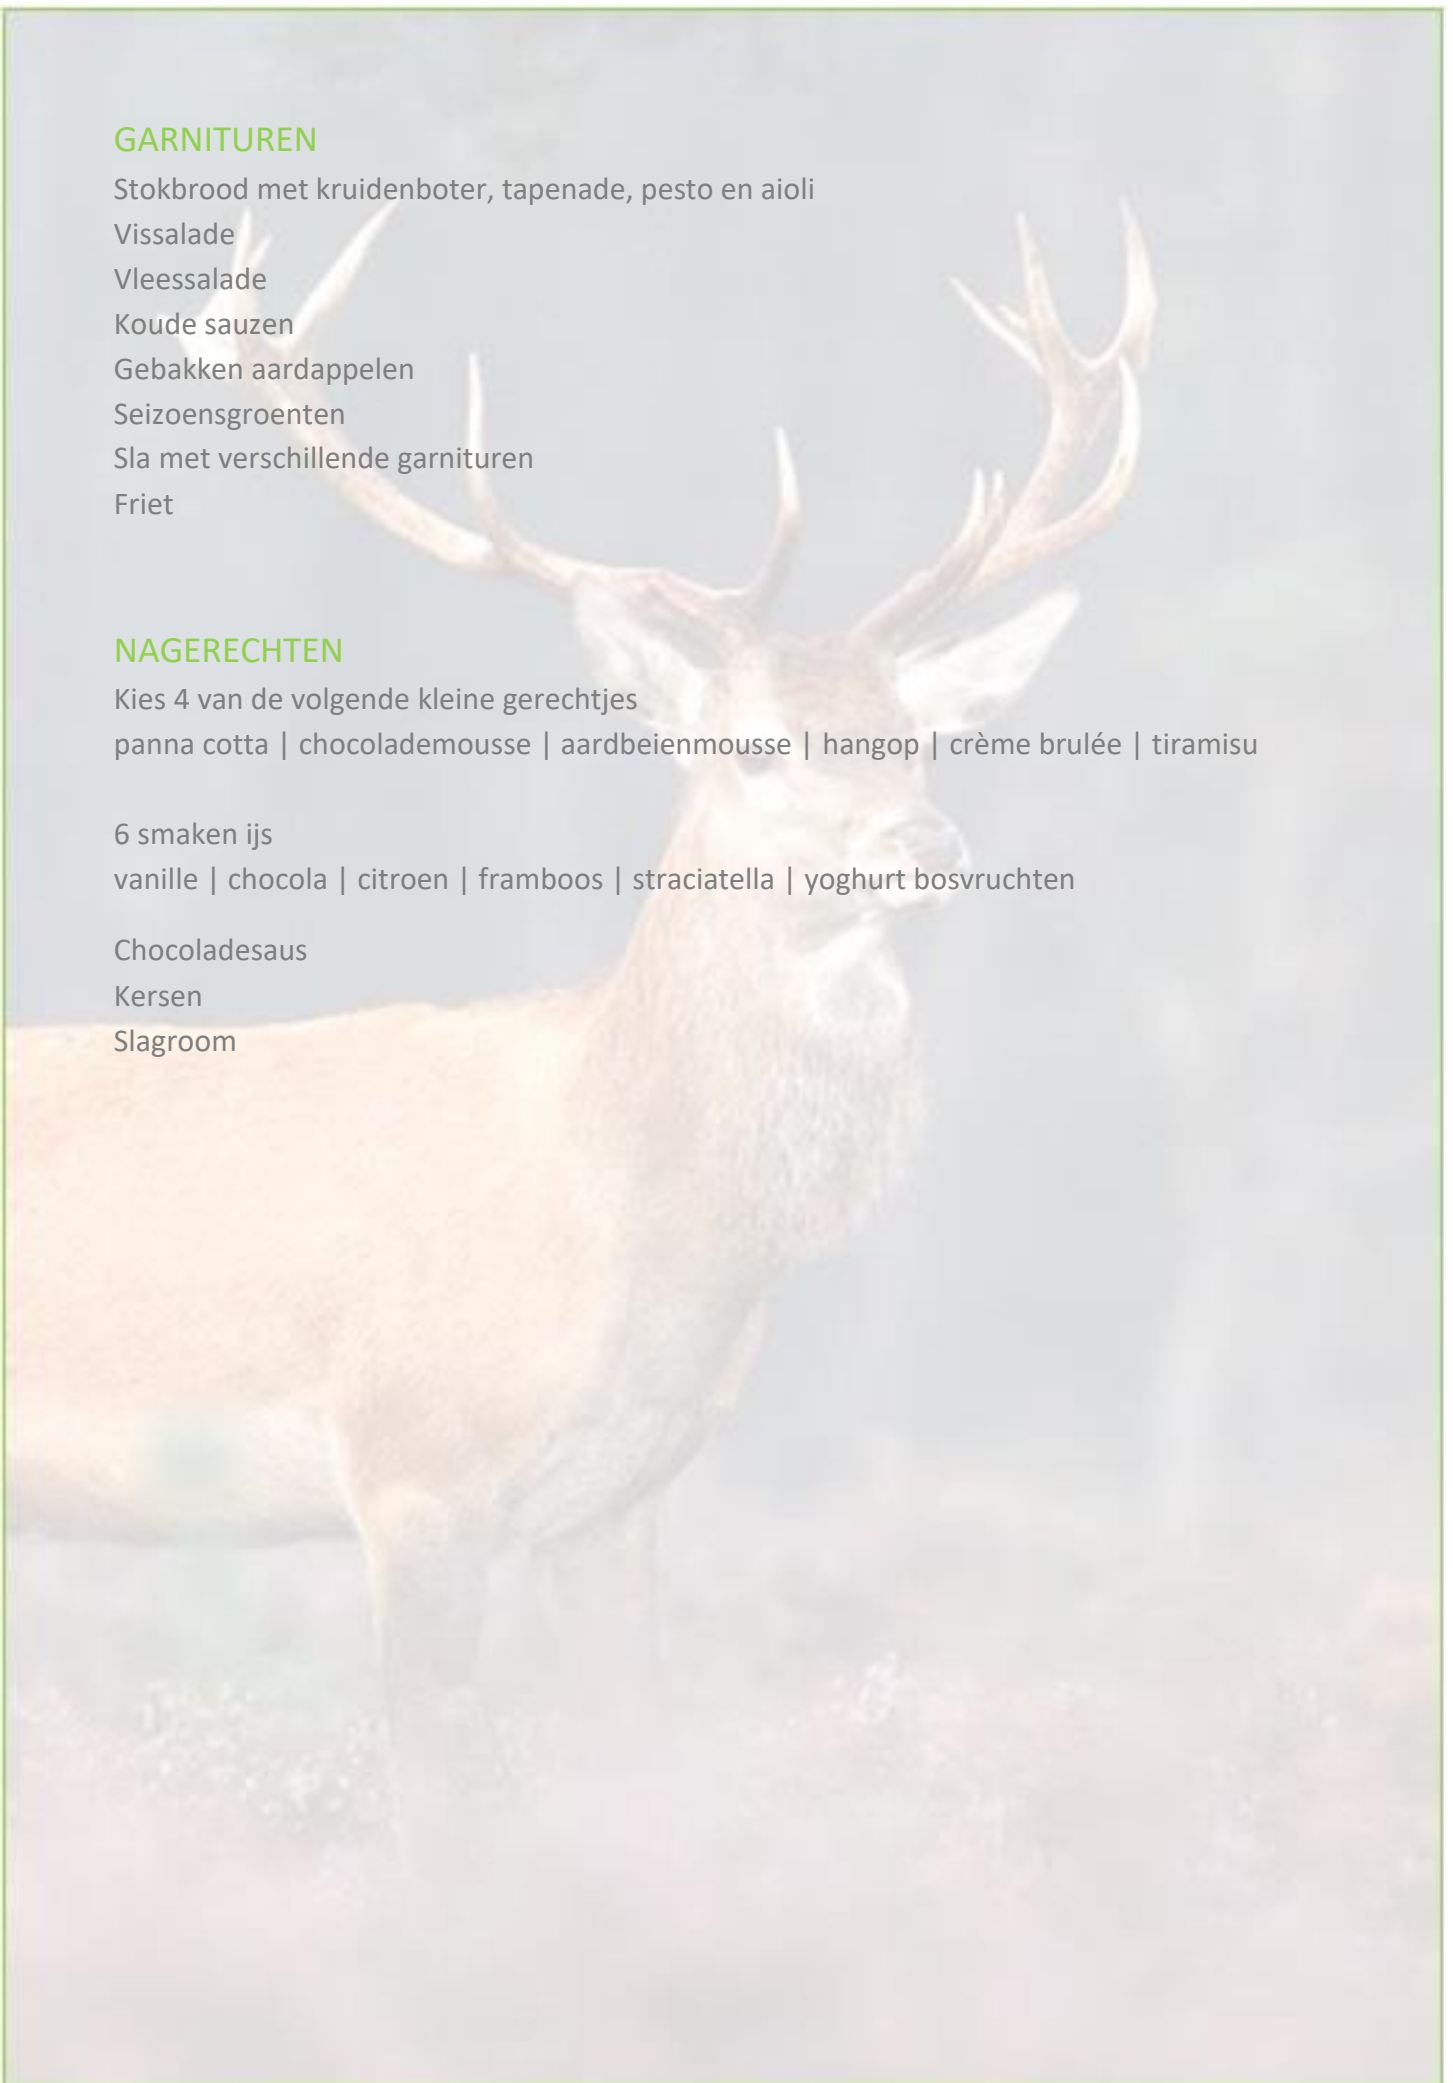 GARNITUREN
Stokbrood met kruidenboter, tapenade, pesto en aioli
Vissalade
Vleessalade
Koude sauzen
Gebakken aardappelen
Seizoensgroenten
Sla met verschillende garnituren
Friet
NAGERECHTEN
Kies 4 van de volgende kleine gerechtjes
panna cotta | chocolademousse | aardbeienmousse | hangop | crème brulée | tiramisu
6 smaken ijs
vanille | chocola | citroen | framboos | straciatella | yoghurt bosvruchten
Chocoladesaus
Kersen
Slagroom